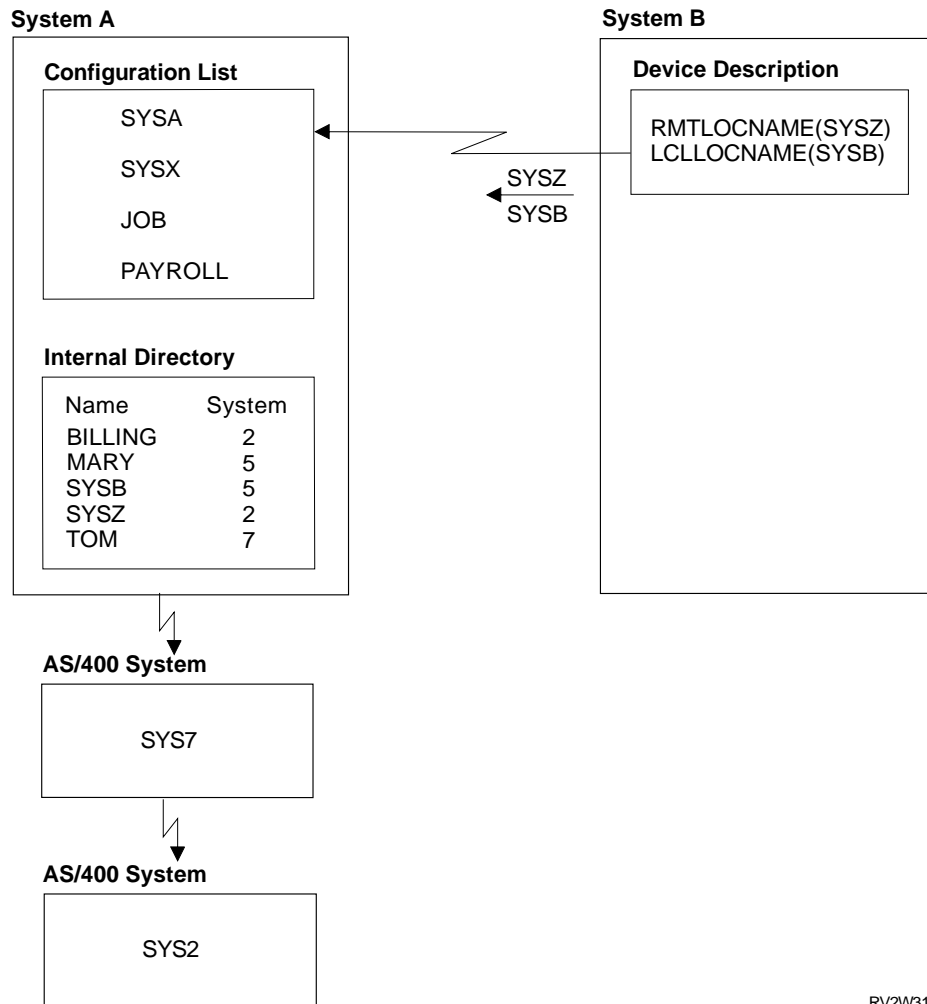 System A
System B
Configuration List
SYSA
SYSX
JOB
PAYROLL
Device Description
RMTLOCNAME(SYSZ)
LCLLOCNAME(SYSB)
SYSZ
SYSB
Internal Directory
Name System
BILLING 2
MARY 5
SYSB 5
SYSZ 2
TOM 7
AS/400 System
SYS7
AS/400 System
SYS2